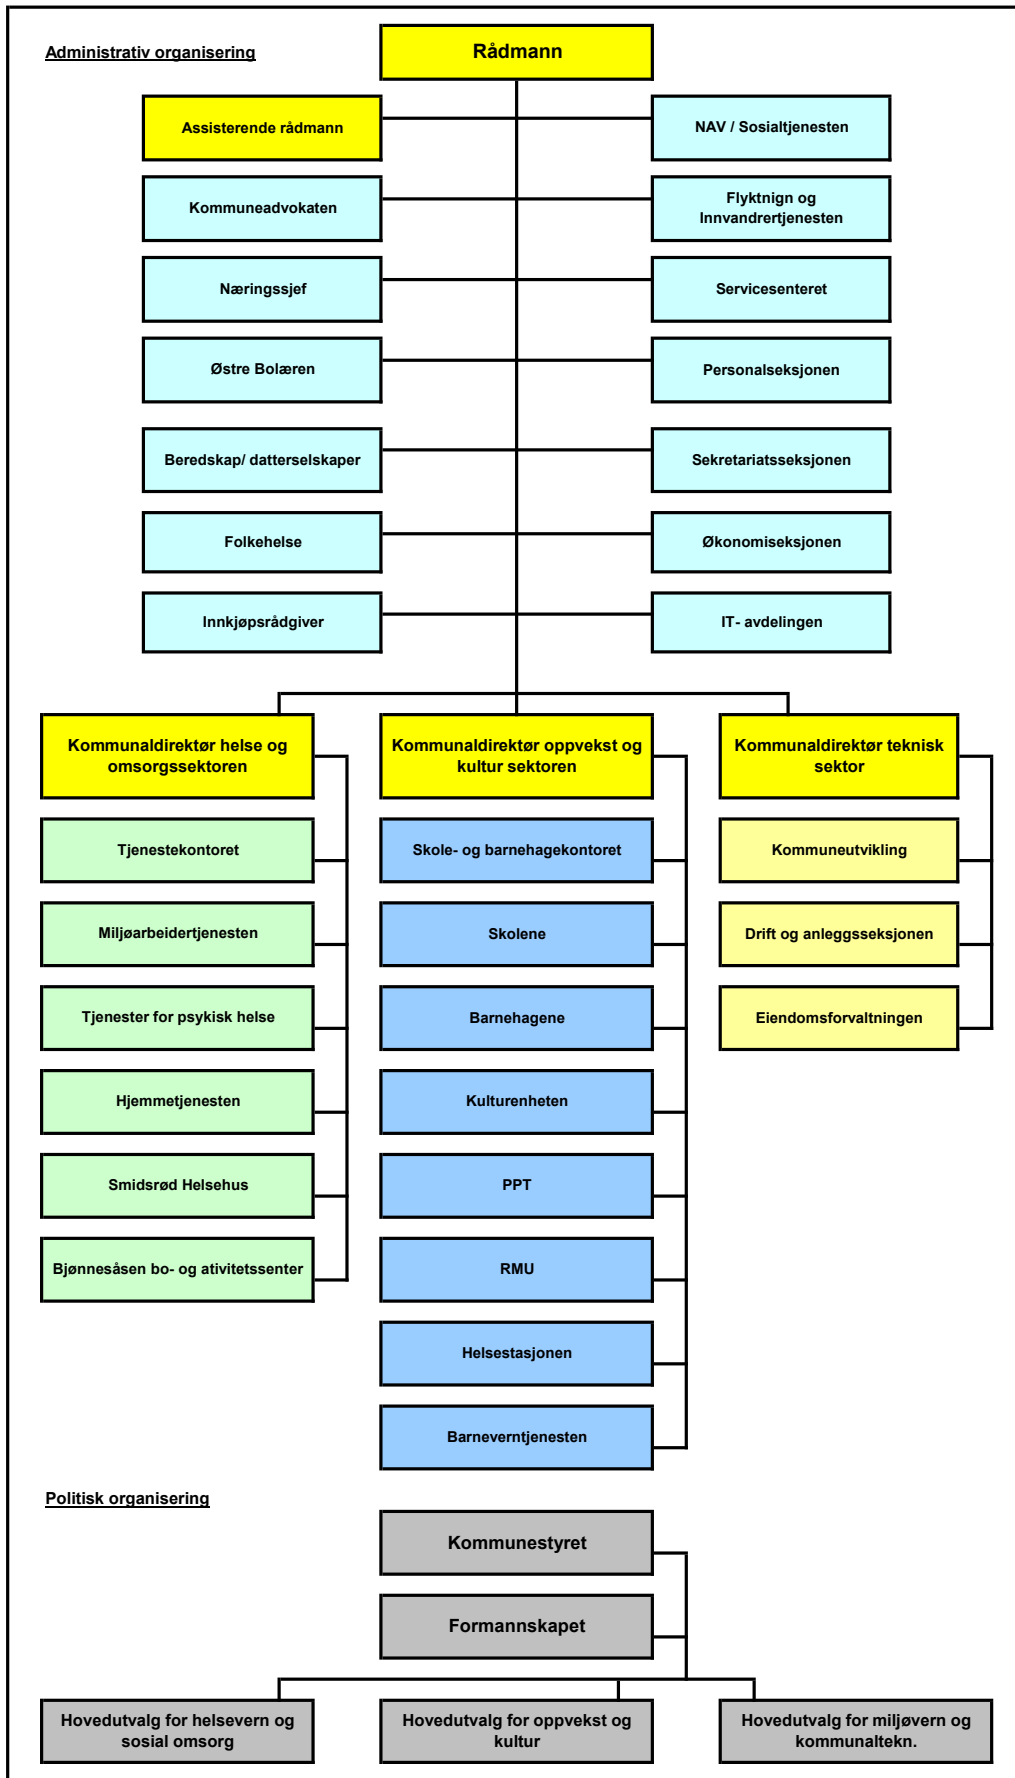 Administrativ organisering
Rådmann
Assisterende rådmann
NAV / Sosialtjenesten
Kommuneadvokaten
Flyktnign og
Innvandrertjenesten
Næringssjef
Servicesenteret
Østre Bolæren
Personalseksjonen
Beredskap/ datterselskaper
Sekretariatsseksjonen
Folkehelse
Økonomiseksjonen
Innkjøpsrådgiver
IT- avdelingen
Kommunaldirektør helse og
omsorgssektoren
Kommunaldirektør oppvekst og
kultur sektoren
Kommunaldirektør teknisk
sektor
Tjenestekontoret
Skole- og barnehagekontoret
Kommuneutvikling
Miljøarbeidertjenesten
Skolene
Drift og anleggsseksjonen
Tjenester for psykisk helse
Barnehagene
Eiendomsforvaltningen
Hjemmetjenesten
Kulturenheten
Smidsrød Helsehus
PPT
Bjønnesåsen bo- og ativitetssenter
RMU
Helsestasjonen
Barneverntjenesten
Politisk organisering
Kommunestyret
Formannskapet
Hovedutvalg for helsevern og
sosial omsorg
Hovedutvalg for oppvekst og
kultur
Hovedutvalg for miljøvern og
kommunaltekn.